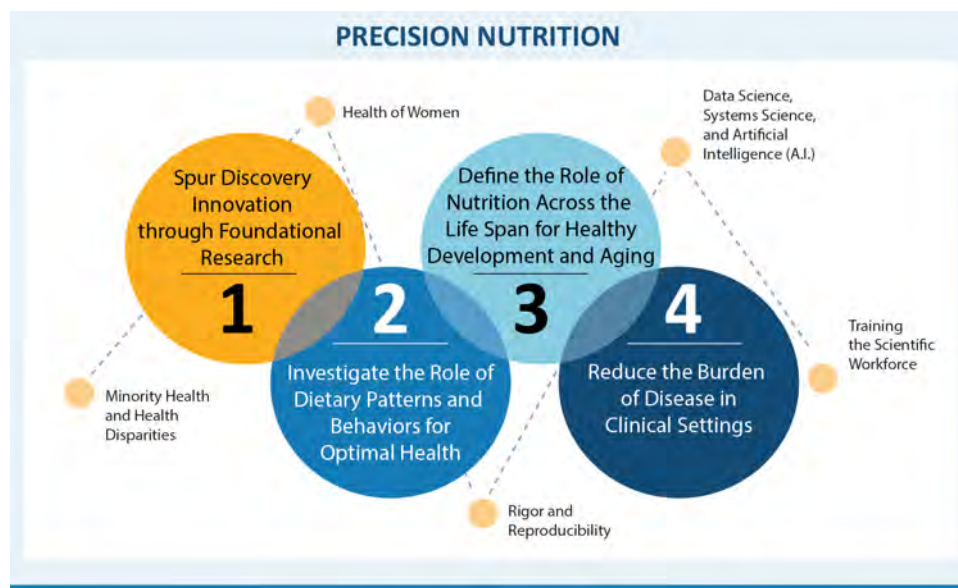 PRECISION NUTRITION
Health of Women
Data Science,
Systems Science,
and Artificial
Intelligence (A.I.)
Spur Discovery
Innovation
through Foundational
Research
1
Define the Role of
Nutrition Across the
Life Span for Healthy
Development and Aging
3
2
Investigate the Role of
Dietary Patterns and
Behaviors for
Optimal Health
4
Reduce the Burden
of Disease in
Clinical Settings
Training
the Scientific
Workforce
Minority Health
and Health
Disparities
Rigor and
Reproducibility